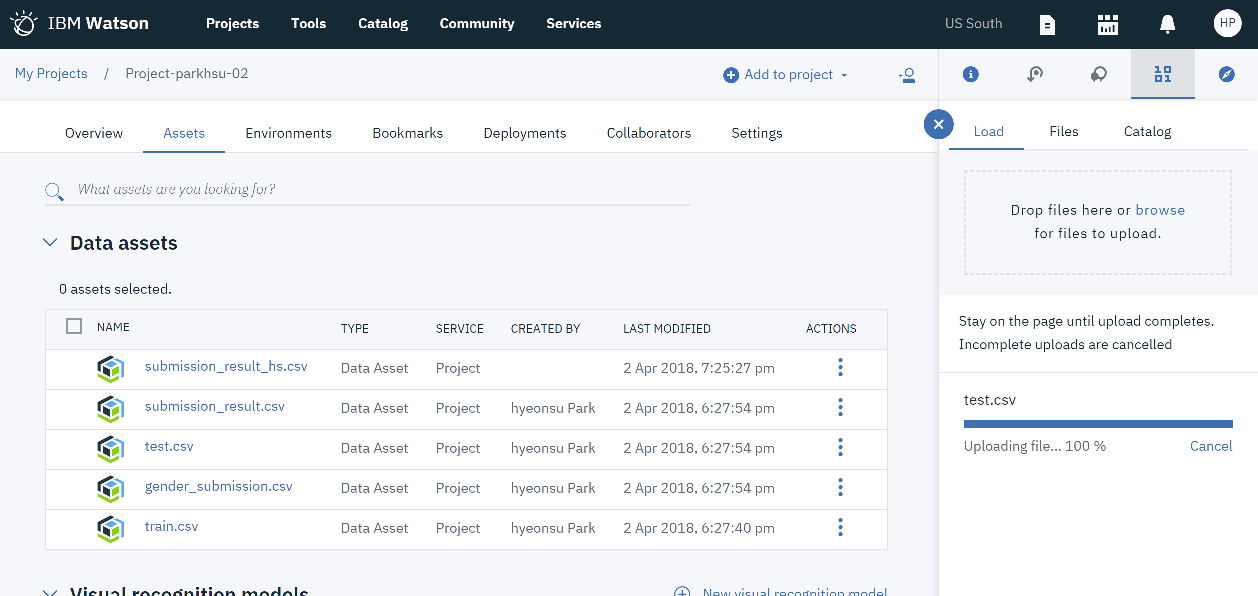 IBM Watson Projects Tools Catalog Community Services US South HP
My Projects / Project-parkhsu-02 Add to project
Overview Assets Environments Bookmarks Deployments Collaborators Settings
What assets are you looking for?
Data assets
0 assets selected.
NAME TYPE SERVICE CREATED BY LAST MODIFIED ACTIONS
submission_result_hs.csv Data Asset Project 2 Apr 2018, 7:25:27 pm
submission_result.csv Data Asset Project hyeonsu Park 2 Apr 2018, 6:27:54 pm
test.csv Data Asset Project hyeonsu Park 2 Apr 2018, 6:27:54 pm
gender_submission.csv Data Asset Project hyeonsu Park 2 Apr 2018, 6:27:54 pm
train.csv Data Asset Project hyeonsu Park 2 Apr 2018, 6:27:40 pm
Visual recognition models New visual recognition model
Load Files Catalog
Drop files here or browse
for files to upload.
Stay on the page until upload completes.
Incomplete uploads are cancelled
test.csv
Uploading file... 100 % Cancel